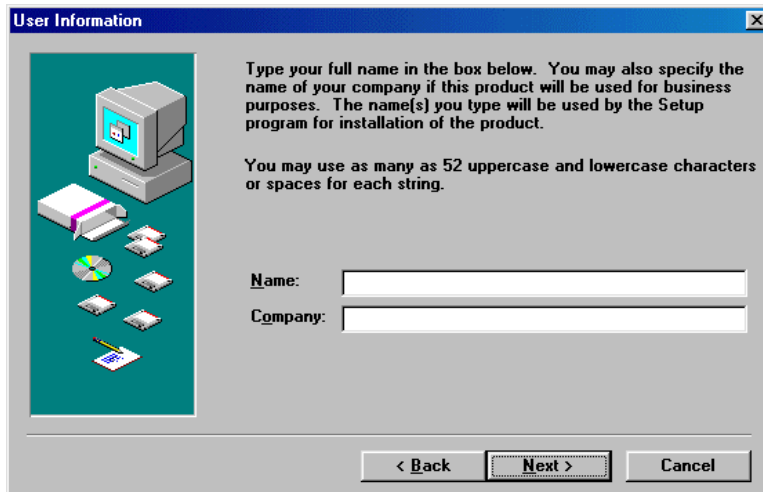 User Information
Type your full name in the box below.  You may also specify the
name of your company if this product will be used for business
purposes.  The name(s) you type will be used by the Setup
program for installation of the product.
You may use as many as 52 uppercase and lowercase characters
or spaces for each string.
Name:
Company:
< Back
Next >
Cancel